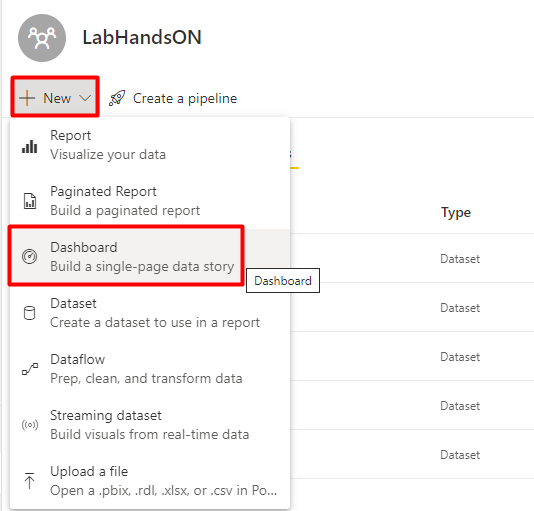 LabHandsON
New
Create a pipeline
Report
Visualize your data
Paginated Report
Build a paginated report
Type
Dashboard
Build a single-page data story
Dataset
Dashboard
Dataset
Create a dataset to use in a report
Dataset
Dataflow
Prep, clean, and transform data
Dataset
Streaming dataset
Build visuals from real-time data
Dataset
Upload a file
Open a .pbix, .rdl, .xlsx, or .csv in Po...
Dataset